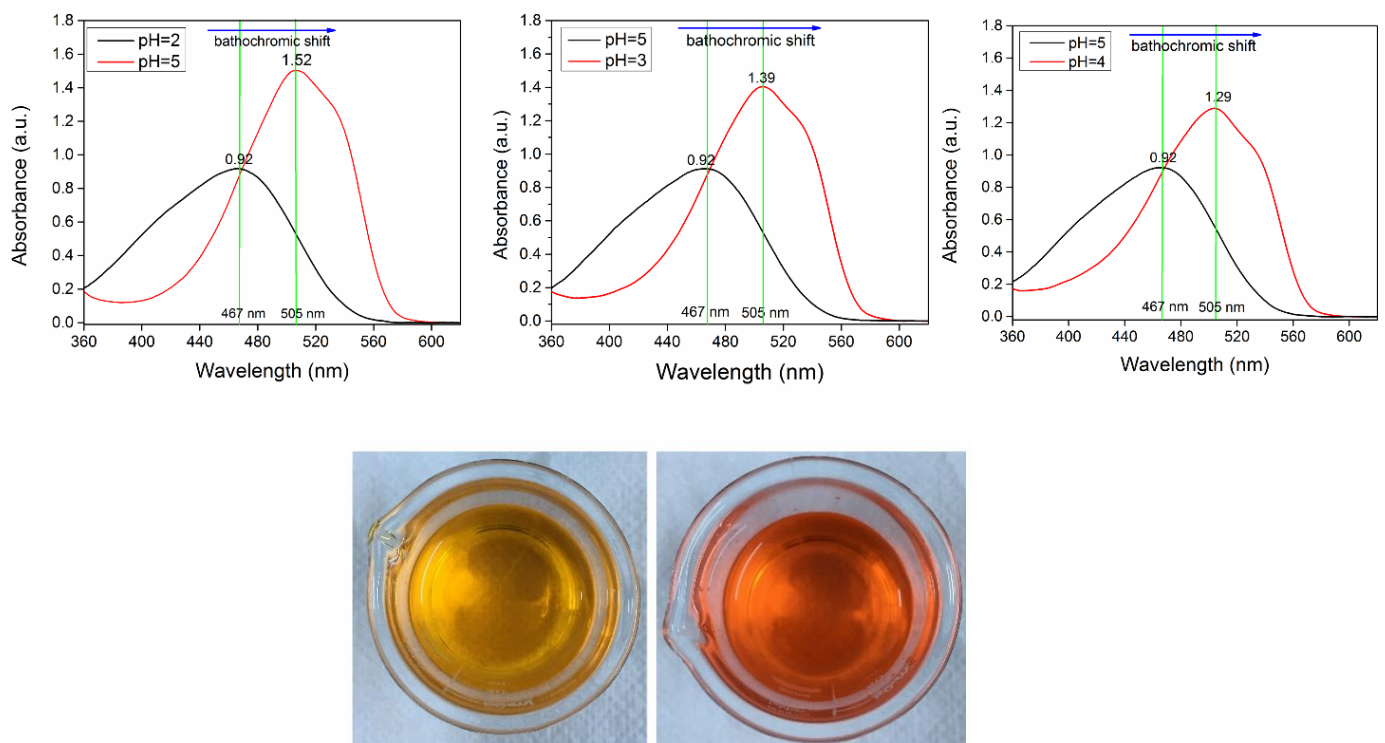 1.8
1.6
1.4
1.2
1.0
0.8
0.6
0.4
0.2
0.0
Absorbance (a.u.)
pH=2
pH=5
bathochromic shift
1.52
0.92
467 nm
505 nm
360
400
440
480
520
560
600
Wavelength (nm)
1.8
1.6
1.4
1.2
1.0
0.8
0.6
0.4
0.2
0.0
Absorbance (a.u.)
pH=5
pH=3
bathochromic shift
1.39
0.92
467 nm
505 nm
360
400
440
480
520
560
600
Wavelength (nm)
1.8
1.6
1.4
1.2
1.0
0.8
0.6
0.4
0.2
0.0
Absorbance (a.u.)
pH=5
pH=4
bathochromic shift
1.29
0.92
467 nm
505 nm
360
400
440
480
520
560
600
Wavelength (nm)